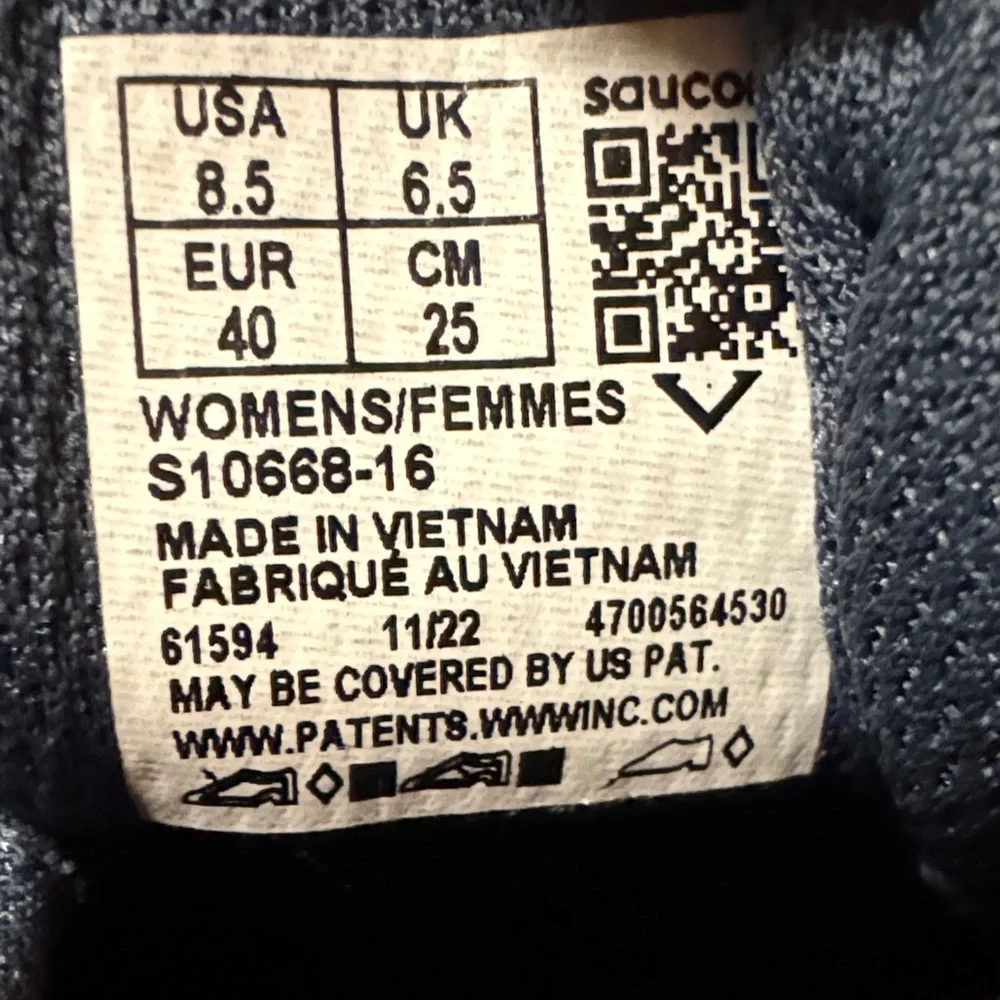 USA UK sauco
8.5 6.5
EUR CM
40 25
WOMENS/FEMMES
S10668-16
MADE IN VIETNAM
FABRIQUÉ AU VIETNAM
61594 11/22 4700564530
MAY BE COVERED BY US PAT.
WWW.PATENTS.WWWINC.COM